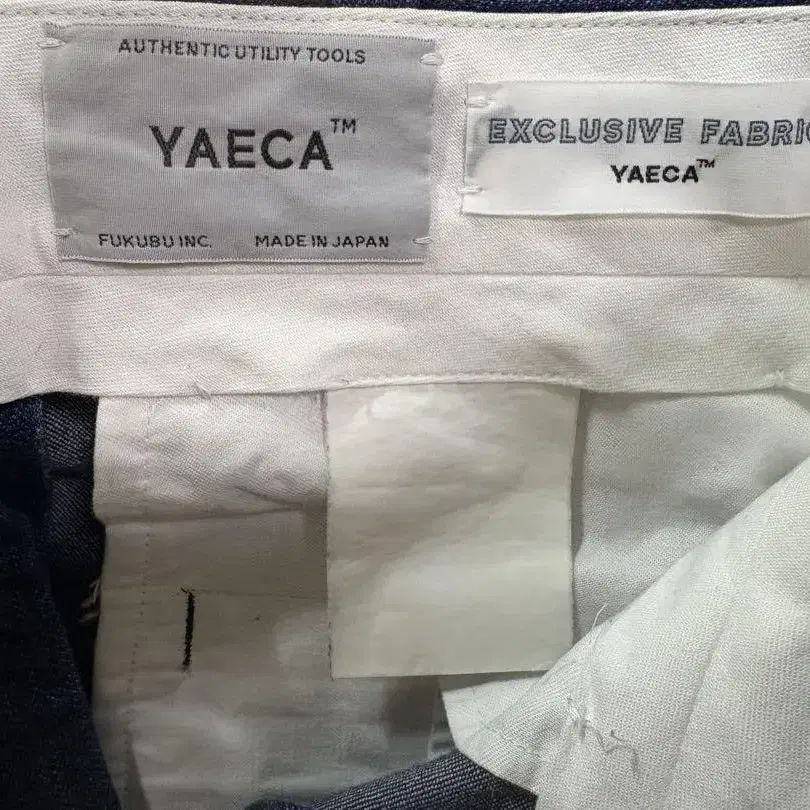 AUTHENTIC UTILITY TOOLS
YAECA™
FUKUBU INC. MADE IN JAPAN
EXCLUSIVE FABRIC
YAECA™